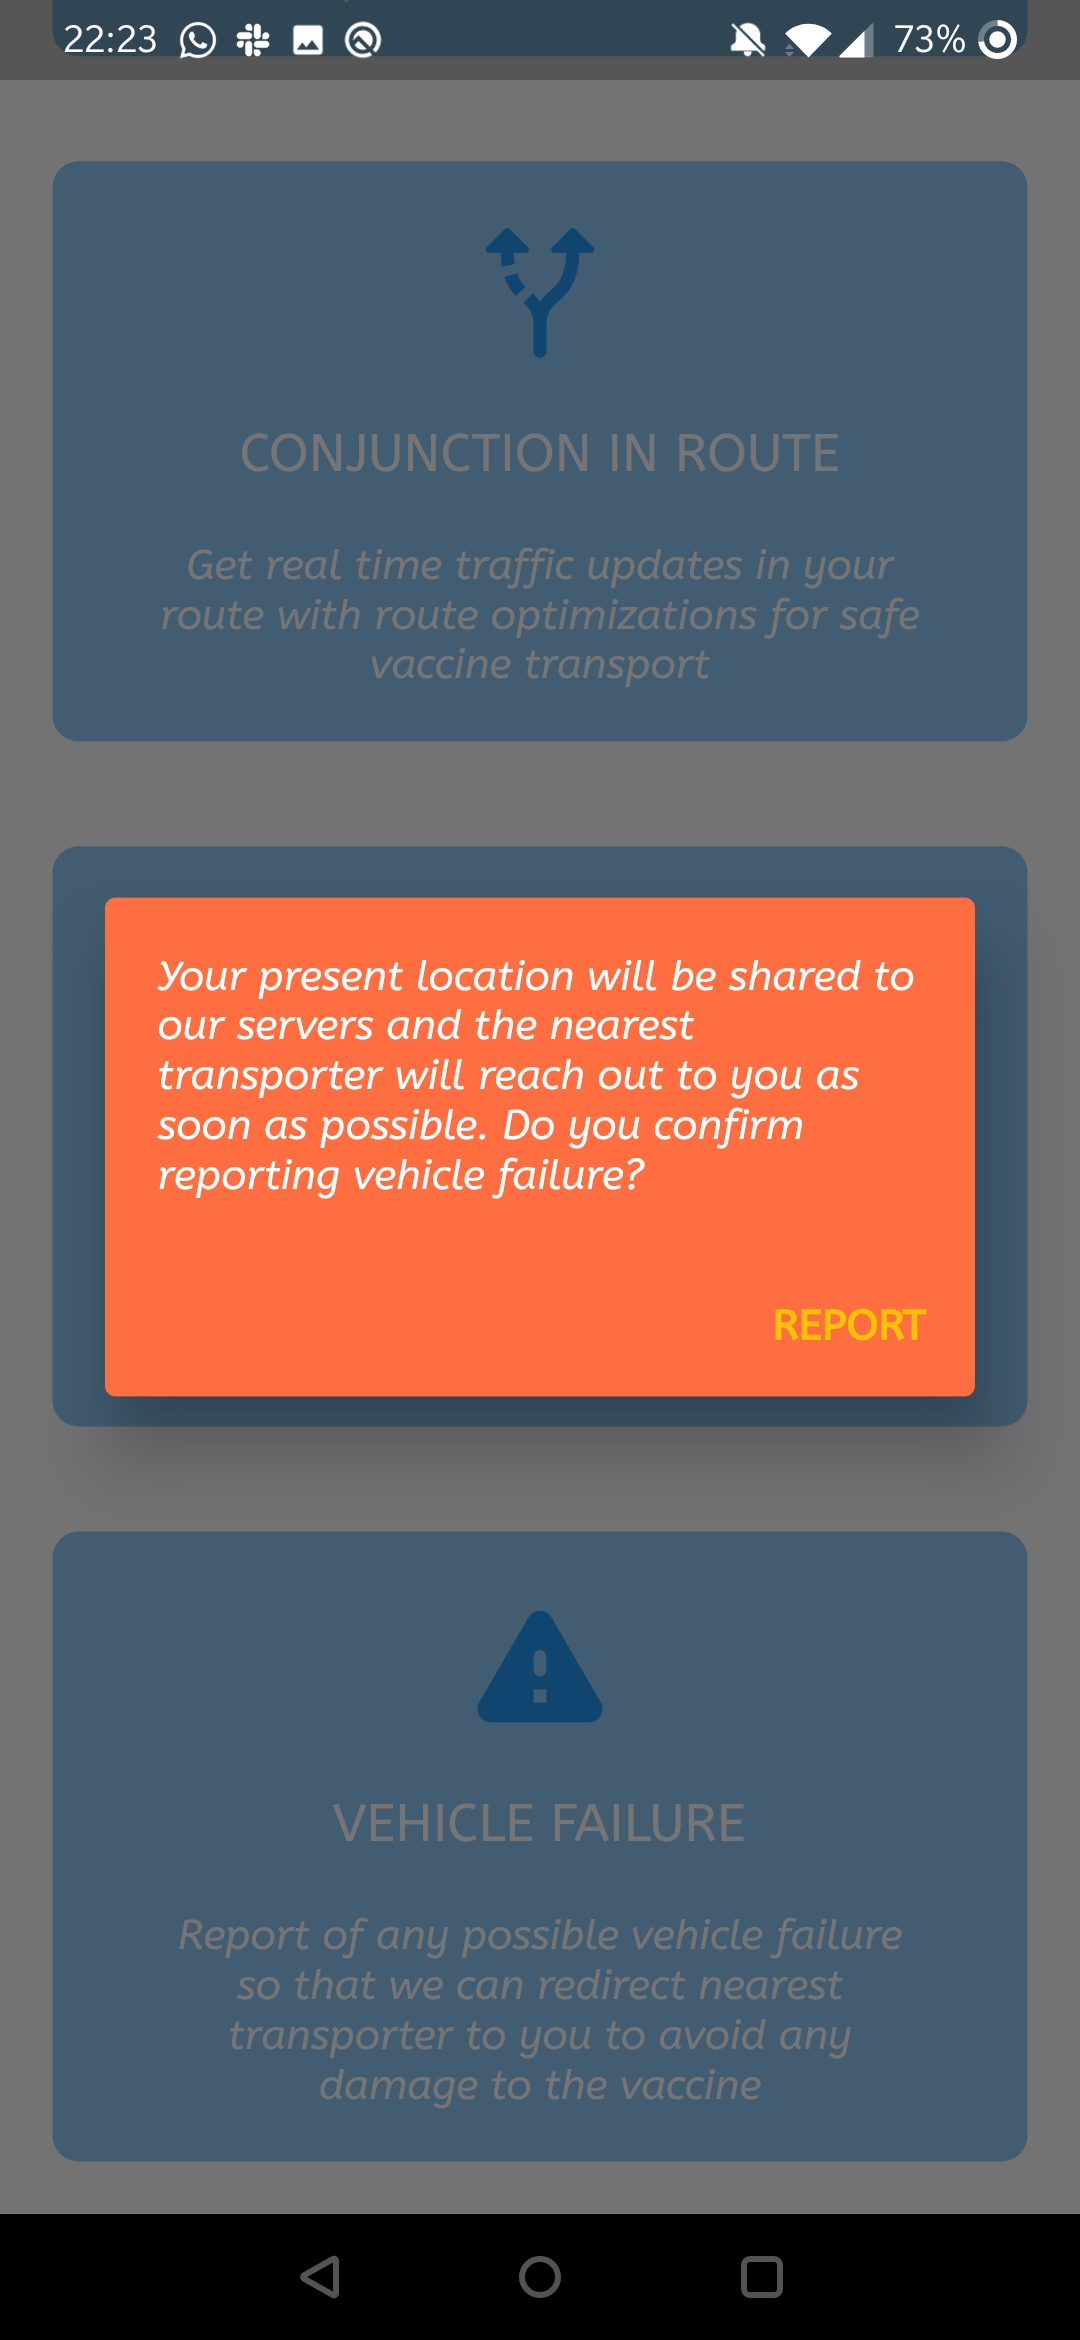 22:23
73%
CONJUNCTION IN ROUTE
Get real time traffic updates in your
route with route optimizations for safe
vaccine transport
Your present location will be shared to
our servers and the nearest
transporter will reach out to you as
soon as possible. Do you confirm
reporting vehicle failure?
REPORT
VEHICLE FAILURE
Report of any possible vehicle failure
so that we can redirect nearest
transporter to you to avoid any
damage to the vaccine